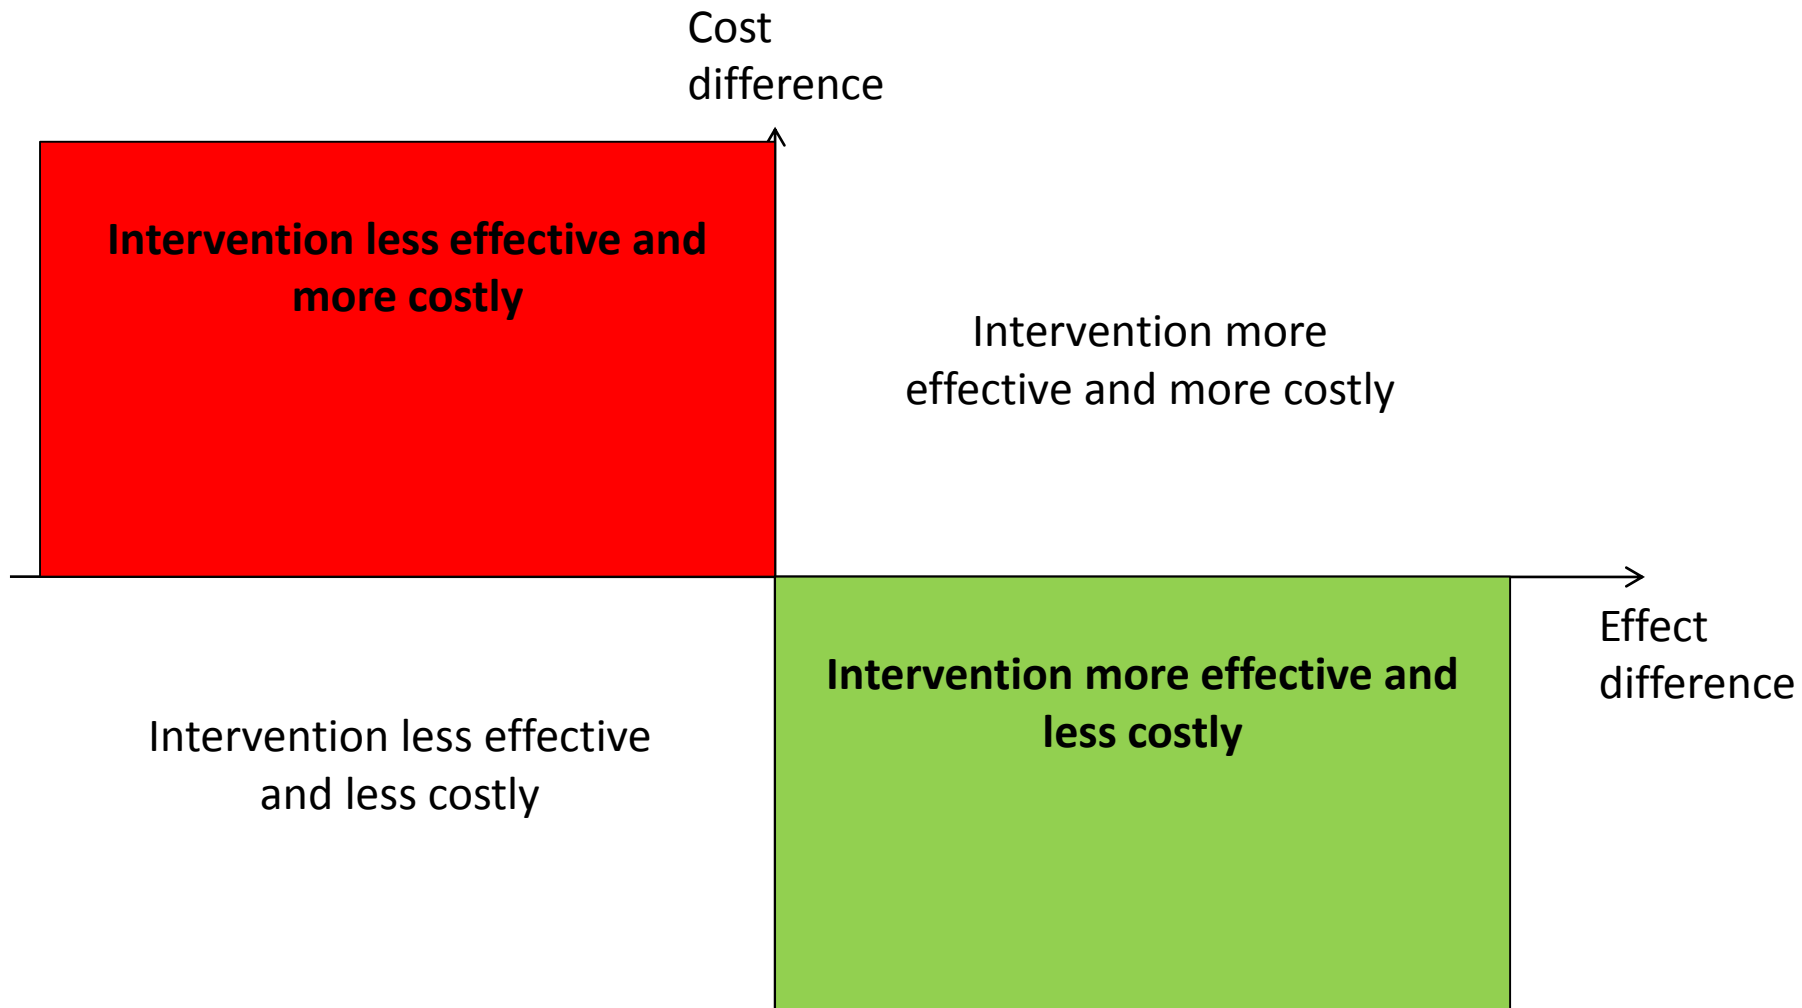 Cost
difference
Intervention less effective and
more costly
Intervention more
effective and more costly
Effect
difference
Intervention more effective and
less costly
Intervention less effective
and less costly